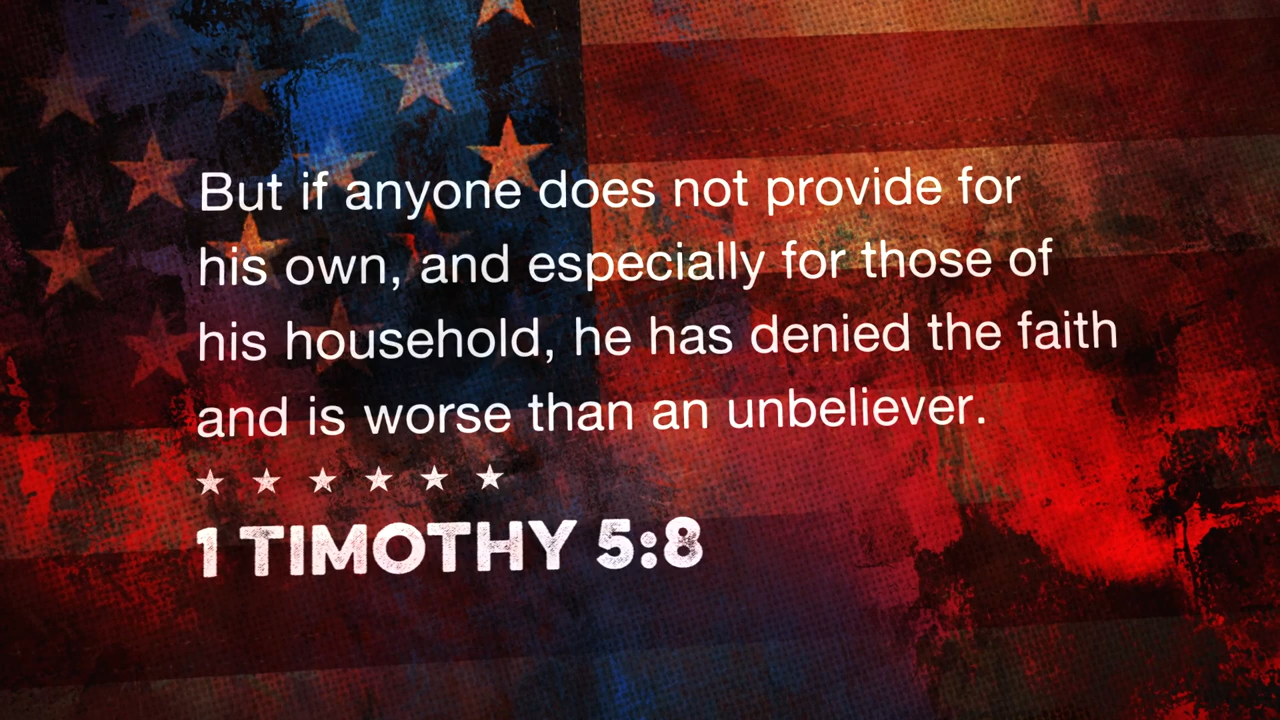 But if anyone does not provide for
his own, and especially for those of
his household, he has denied the faith
and is worse than an unbeliever.
1 TIMOTHY 5:8